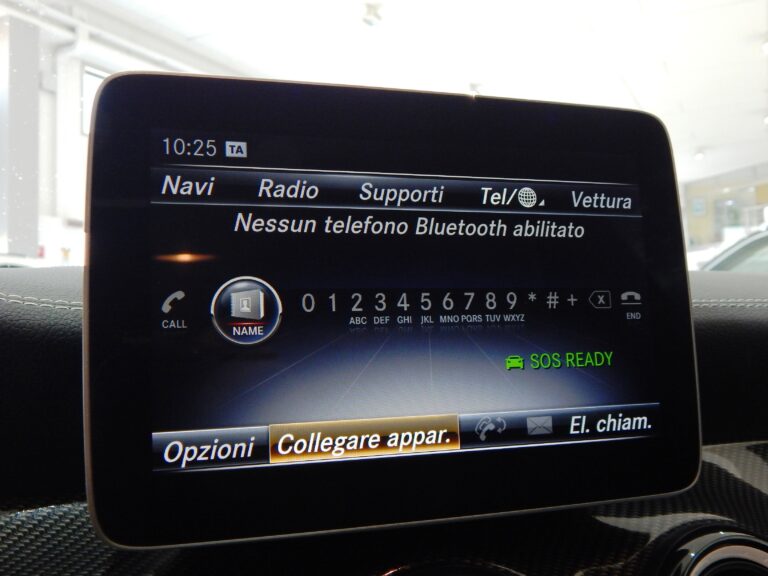 10:25 TA
Navi Radio Supporti Tel/ Vettura
Nessun telefono Bluetooth abilitato
0 1 2 3 4 5 6 7 8 9 * # + X
CALL NAME ABC DEF GHI JKL MNO PQRS TUV WXYZ END
SOS READY
Opzioni Collegare appar. El. chiam.